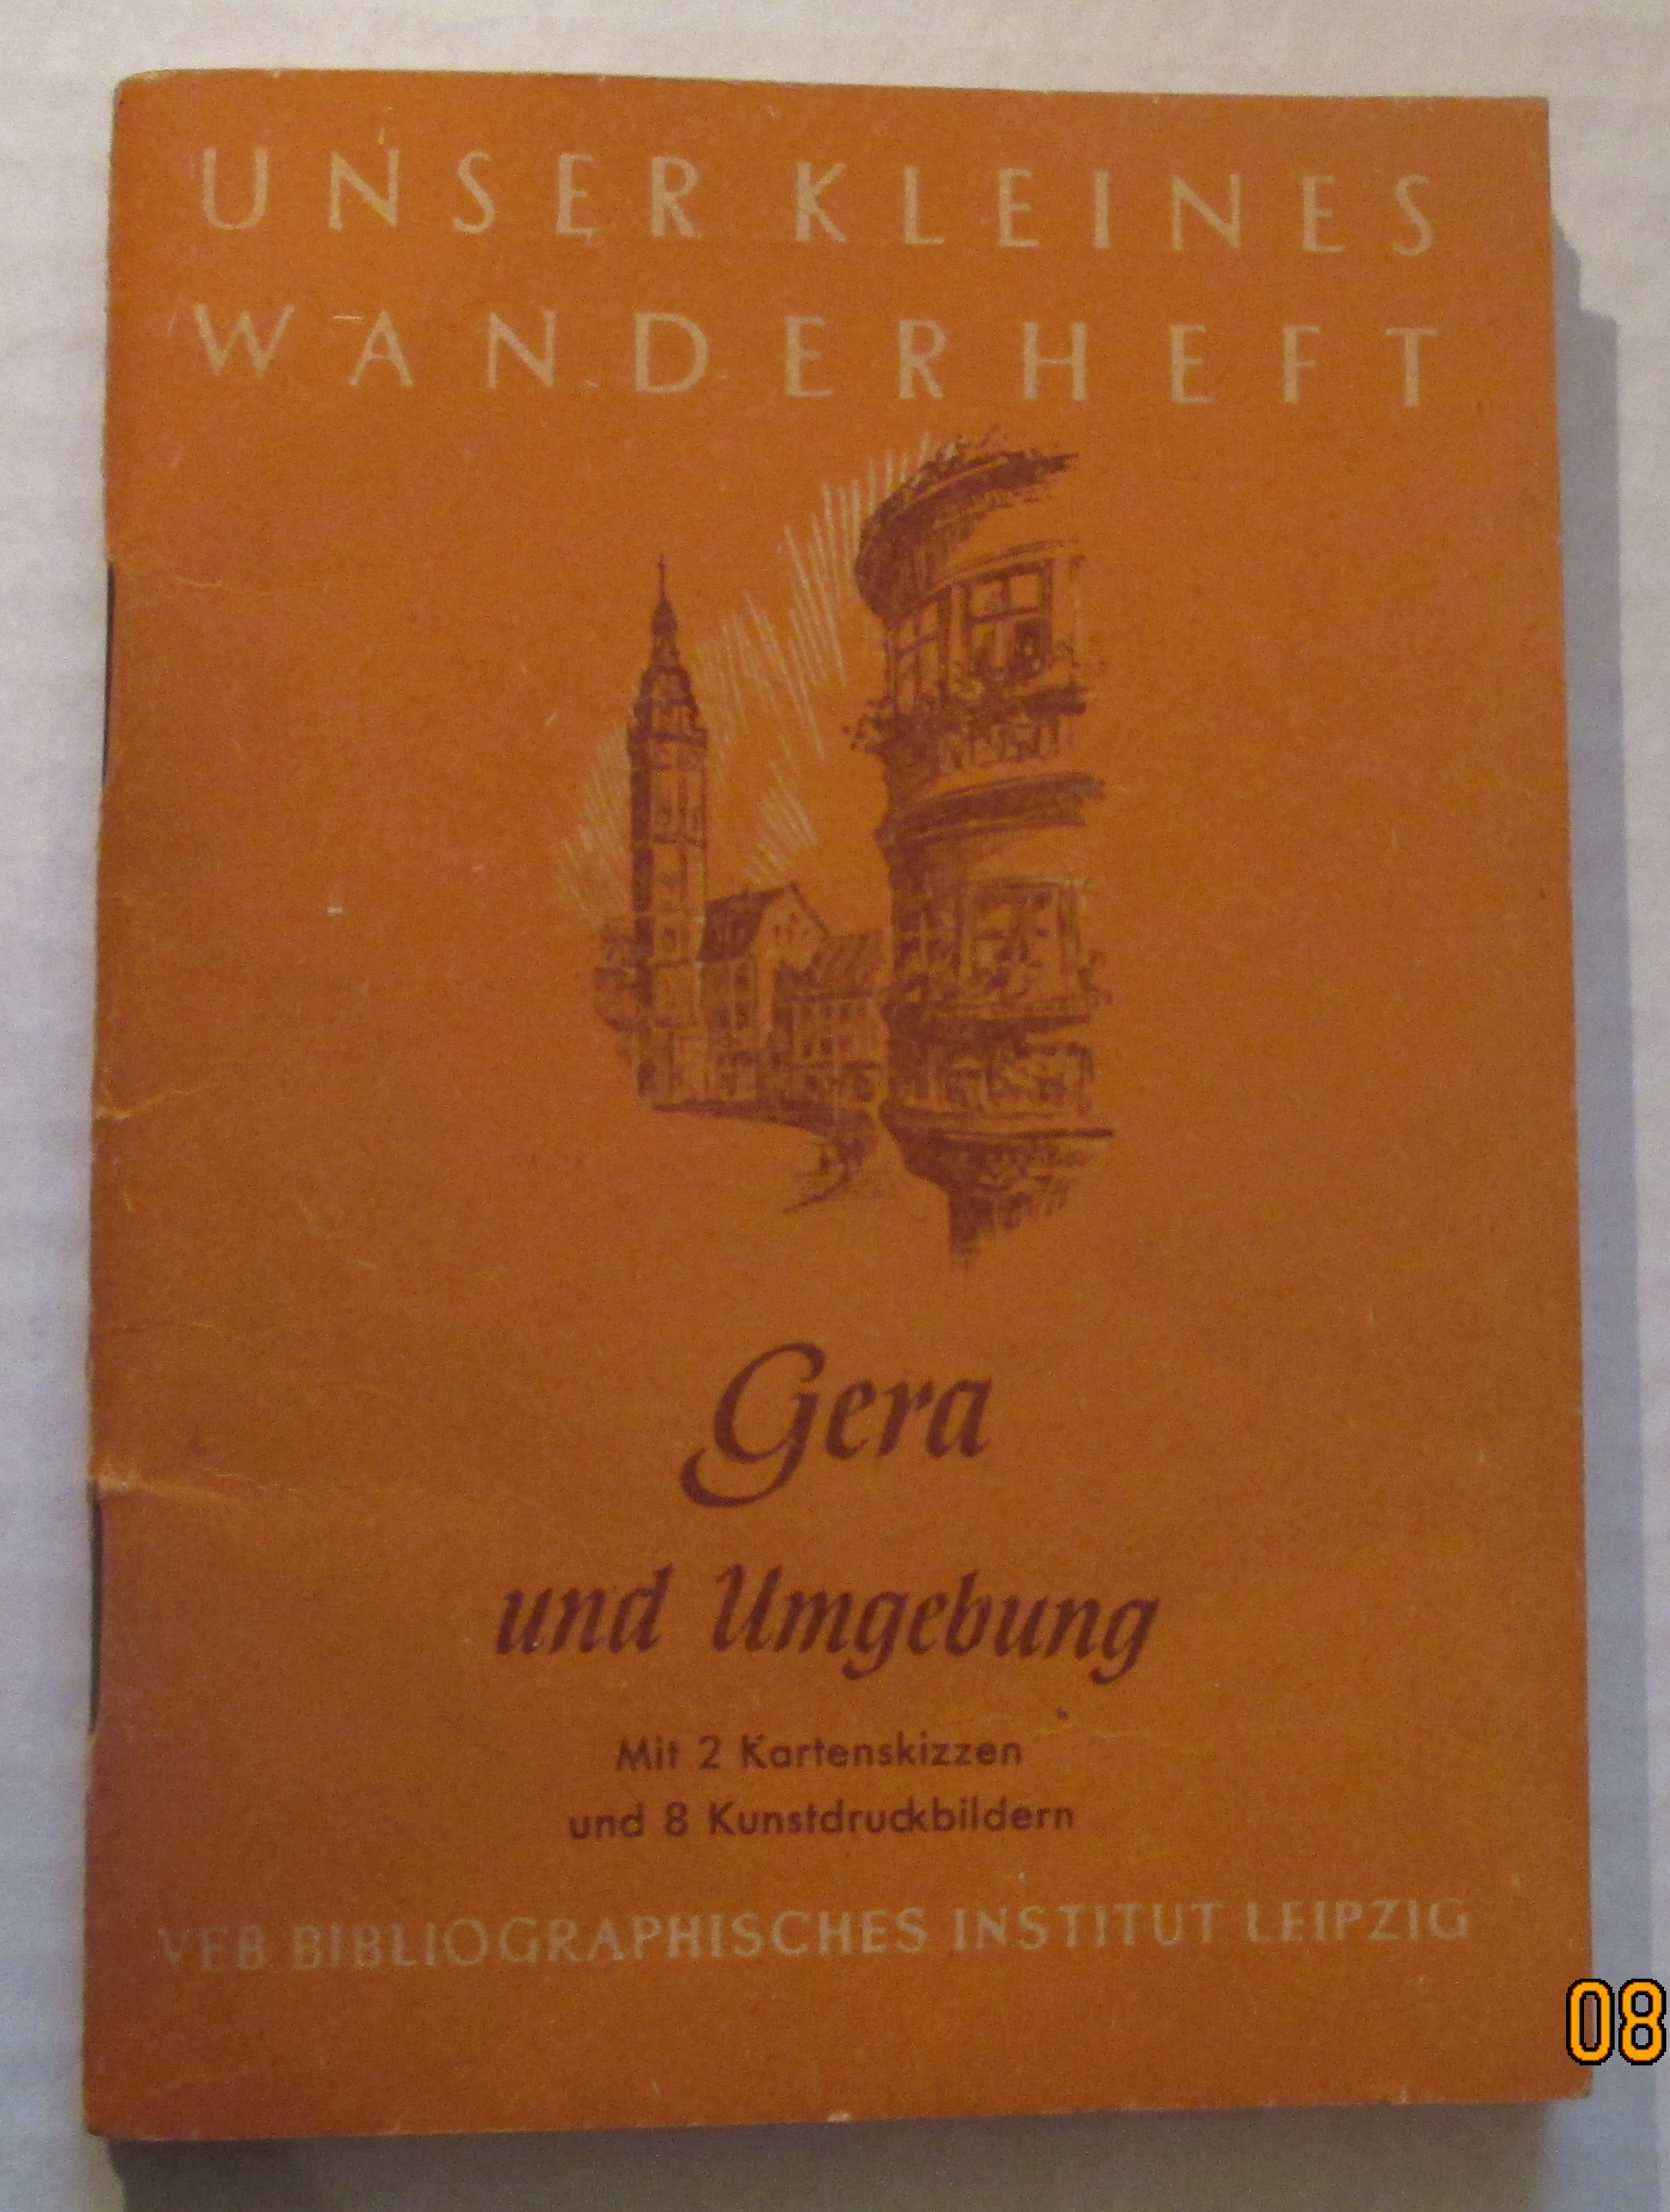 UNSER KLEINES
WANDERHEFT
Gera
und Umgebung
Mit 2 Kartenskizzen
und 8 Kunstdruckbildern
VEB BIBLIOGRAPHISCHES INSTITUT LEIPZIG
08